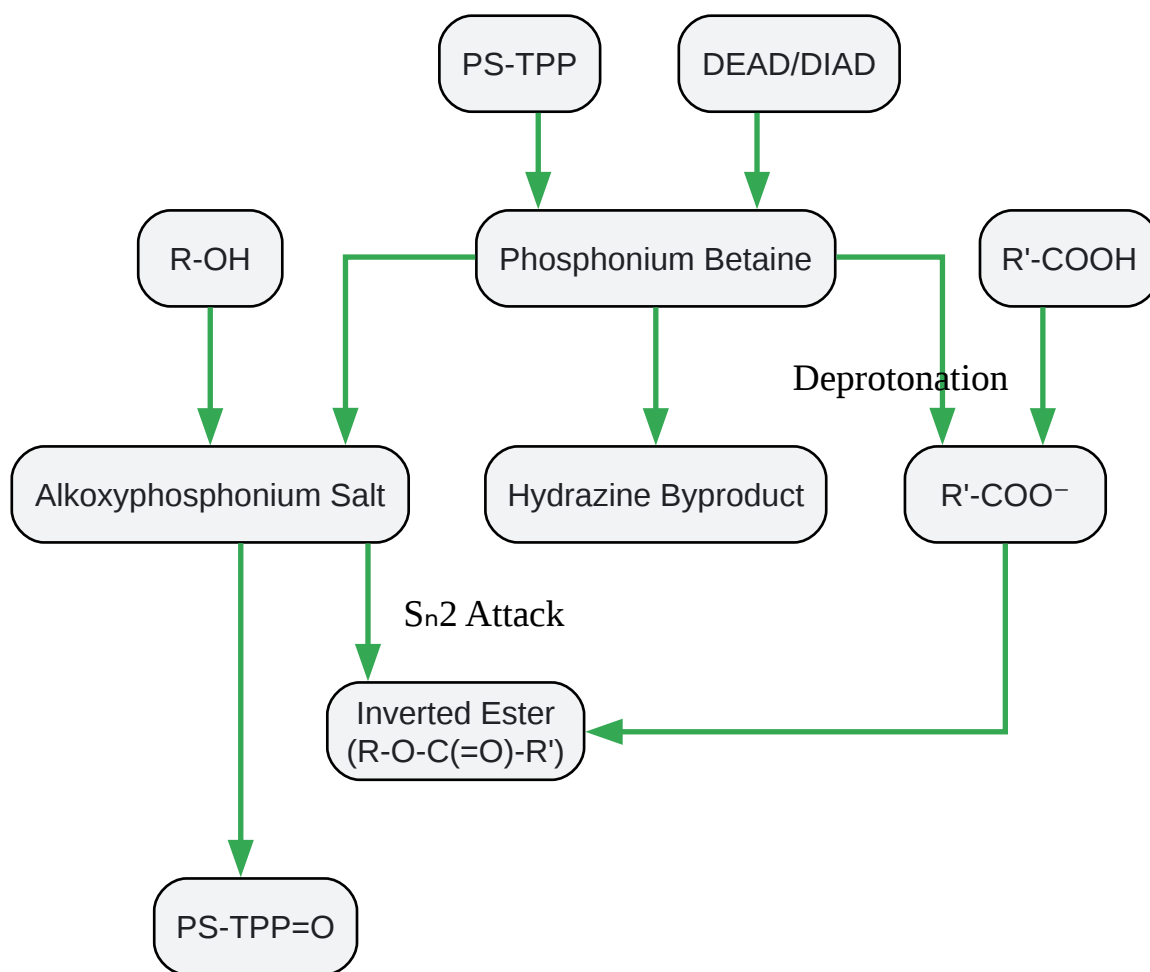 PS-TPP
DEAD/DIAD
R-OH
Phosphonium Betaine
R'-COOH
Deprotonation
Alkoxyphosphonium Salt
Hydrazine Byproduct
R'-COO⁻
Sₙ2 Attack
Inverted Ester
(R-O-C(=O)-R')
PS-TPP=O